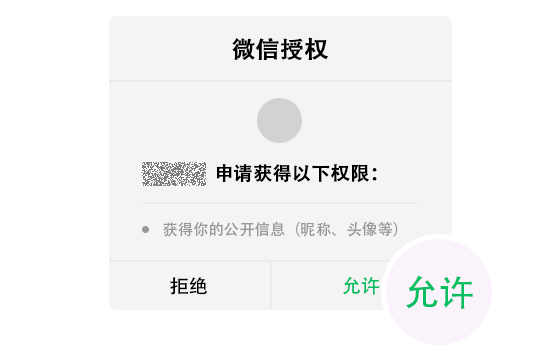 微信授权
申请获得以下权限：
获得你的公开信息（昵称、头像等）
拒绝
允许
允许